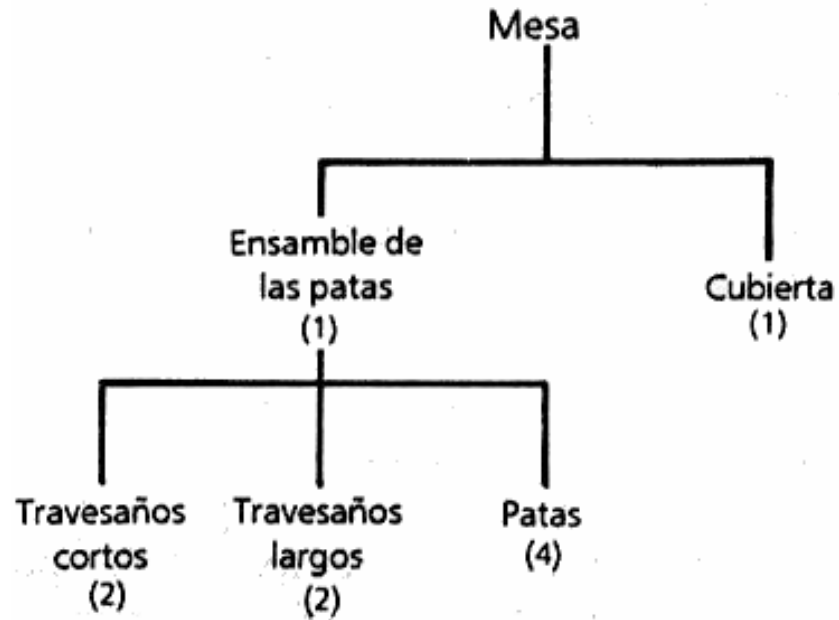 Mesa
Ensamble de
las patas
(1)
Cubierta
(1)
Travesaños
cortos
(2)
Travesaños
largos
(2)
Patas
(4)